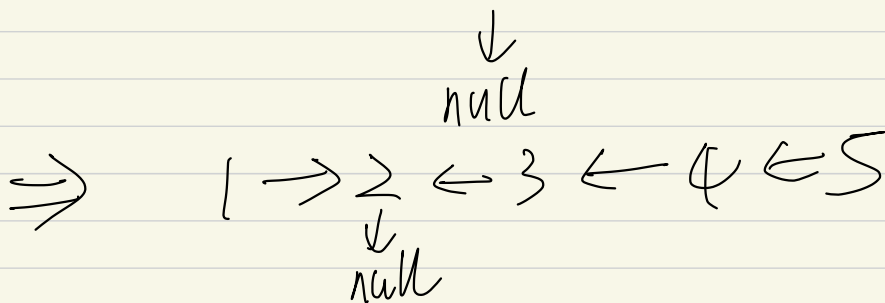 ↓
null
⇒ 1 → 2 ← 3 ← 4 ← 5
↓
null